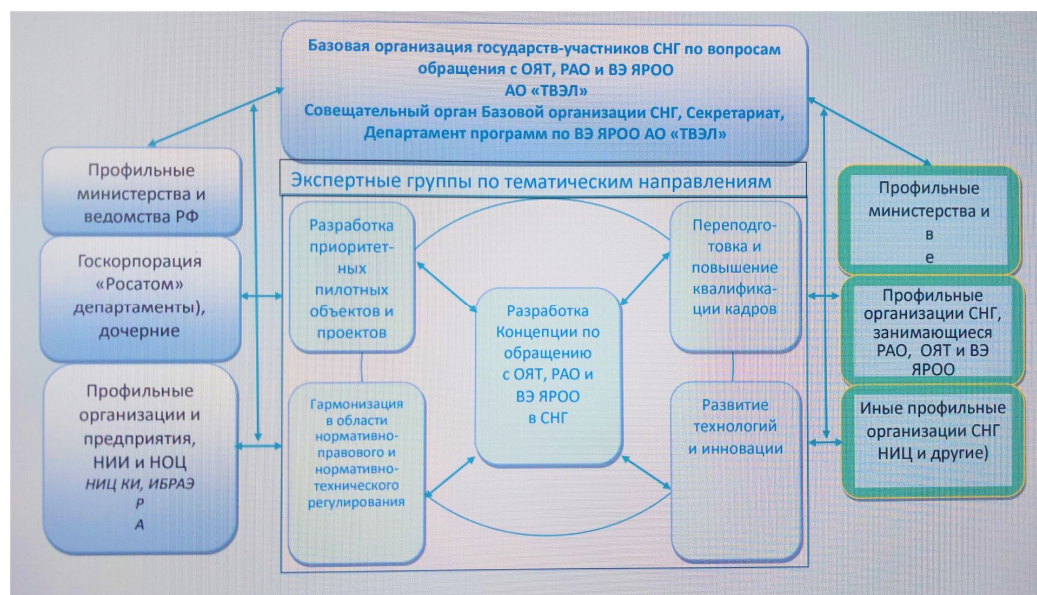 Базовая организация государств-участников СНГ по вопросам
обращения с ОЯТ, РАО и ВЭ ЯРОО
АО «ТВЭЛ»
Совещательный орган Базовой организации СНГ, Секретариат,
Департамент программ по ВЭ ЯРОО АО «ТВЭЛ»
Профильные
министерства и
ведомства РФ
Госкорпорация
«Росатом»
департаменты),
дочерние
Профильные
организации и
предприятия,
НИИ и НОЦ
НИЦ КИ, ИБРАЭ
Р
А
Экспертные группы по тематическим направлениям
Разработка
приоритет-
ных
пилотных
объектов и
проектов
Переподго-
товка и
повышение
квалифика-
ции кадров
Разработка
Концепции по
обращению
с ОЯТ, РАО и
ВЭ ЯРОО
в СНГ
Гармонизация
в области
нормативно-
правового и
нормативно-
технического
регулирования
Развитие
технологий
и инновации
Профильные
министерства и
в
е
Профильные
организации СНГ,
занимающиеся
РАО, ОЯТ и ВЭ
ЯРОО
Иные профильные
организации СНГ
НИЦ и другие)